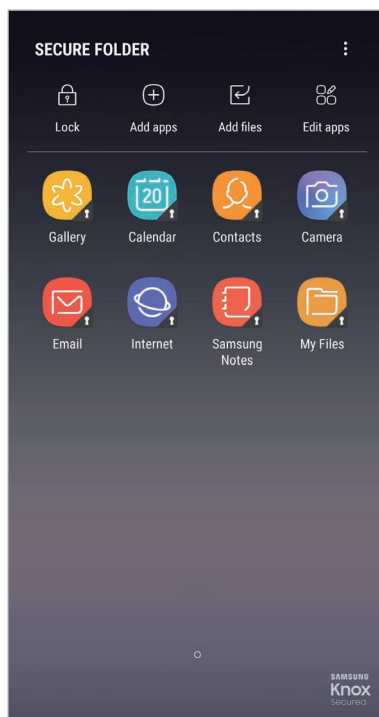 SECURE FOLDER
Lock Add apps Add files Edit apps
20
Gallery Calendar Contacts Camera
Email Internet Samsung Notes My Files
SAMSUNG
Knox
Secured